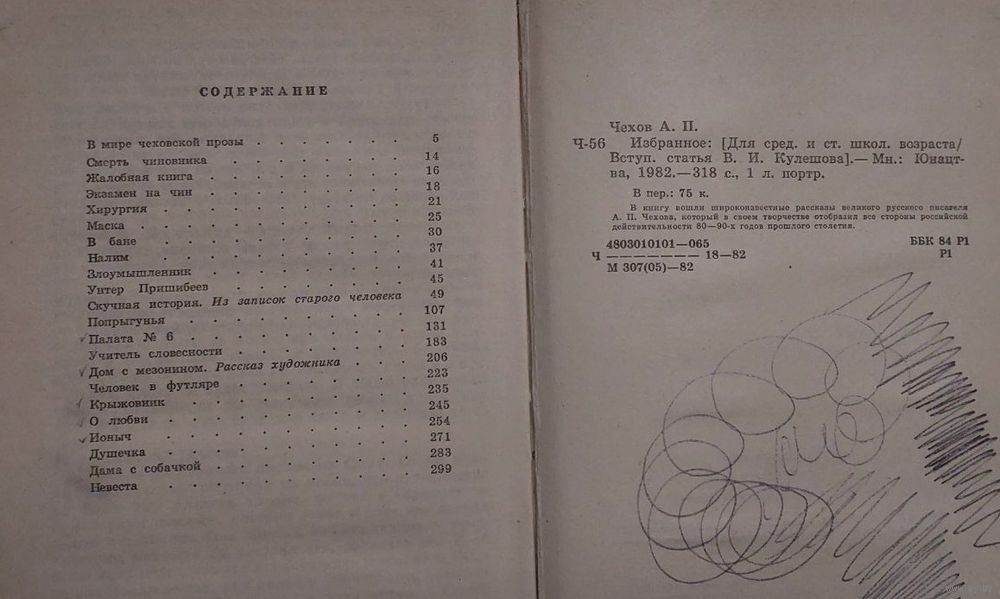 СОДЕРЖАНИЕ
В мире чеховской прозы . . . . . . . 5
Смерть чиновника . . . . . . . . 14
Жалобная книга . . . . . . . . 16
Экзамен на чин . . . . . . . . 18
Хирургия . . . . . . . . . . 21
Маска . . . . . . . . . . . 25
В бане . . . . . . . . . . 30
Налим . . . . . . . . . . 37
Злоумышленник . . . . . . . . . 41
Унтер Пришибеев . . . . . . . . 45
Скучная история. Из записок старого человека 49
Попрыгунья . . . . . . . . . 107
Палата № 6 . . . . . . . . . 131
Учитель словесности . . . . . . . 183
Дом с мезонином. Рассказ художника . . . 206
Человек в футляре . . . . . . . . 223
Крыжовник . . . . . . . . . 235
О любви . . . . . . . . . . 245
Ионыч . . . . . . . . . . 254
Душечка . . . . . . . . . . 271
Дама с собачкой . . . . . . . . 283
Невеста . . . . . . . . . . 299
Чехов А. П.
Ч-56 Избранное: [Для сред. и ст. школ. возраста/
Вступ. статья В. И. Кулешова].— Мн.: Юнацт-
ва, 1982.—318 с., 1 л. портр.
В пер.: 75 к.
В книгу вошли широкоизвестные рассказы великого русского писателя
А. П. Чехова, который в своем творчестве отобразил все стороны российской
действительности 80—90-х годов прошлого столетия.
4803010101—065 ББК 84 Р1
Ч ——————— 18—82 Р1
М 307(05)—82